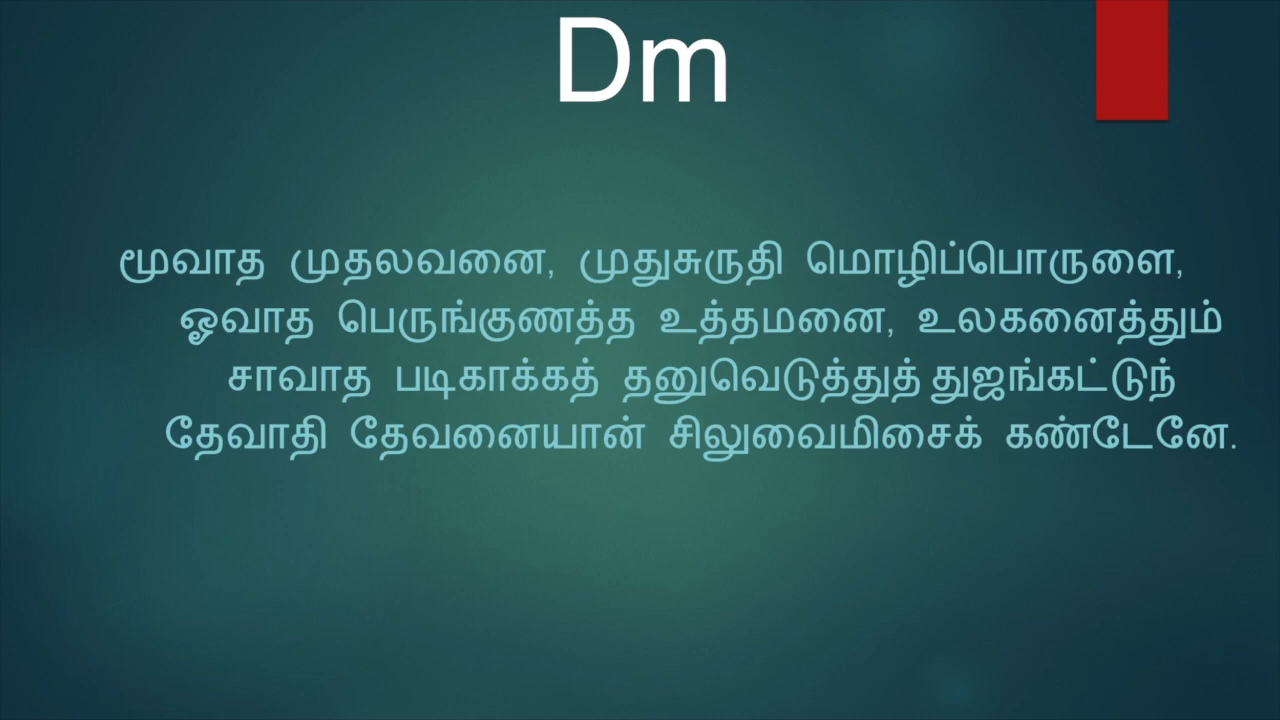 Dm
மூவாத முதலவனை, முதுசுருதி மொழிப்பொருளை,
ஓவாத பெருங்குணத்த உத்தமனை, உலகனைத்தும்
சாவாத படிகாக்கத் தனுவெடுத்துத் துஜங்கட்டுந்
தேவாதி தேவனையான் சிலுவைமிசைக் கண்டேனே.